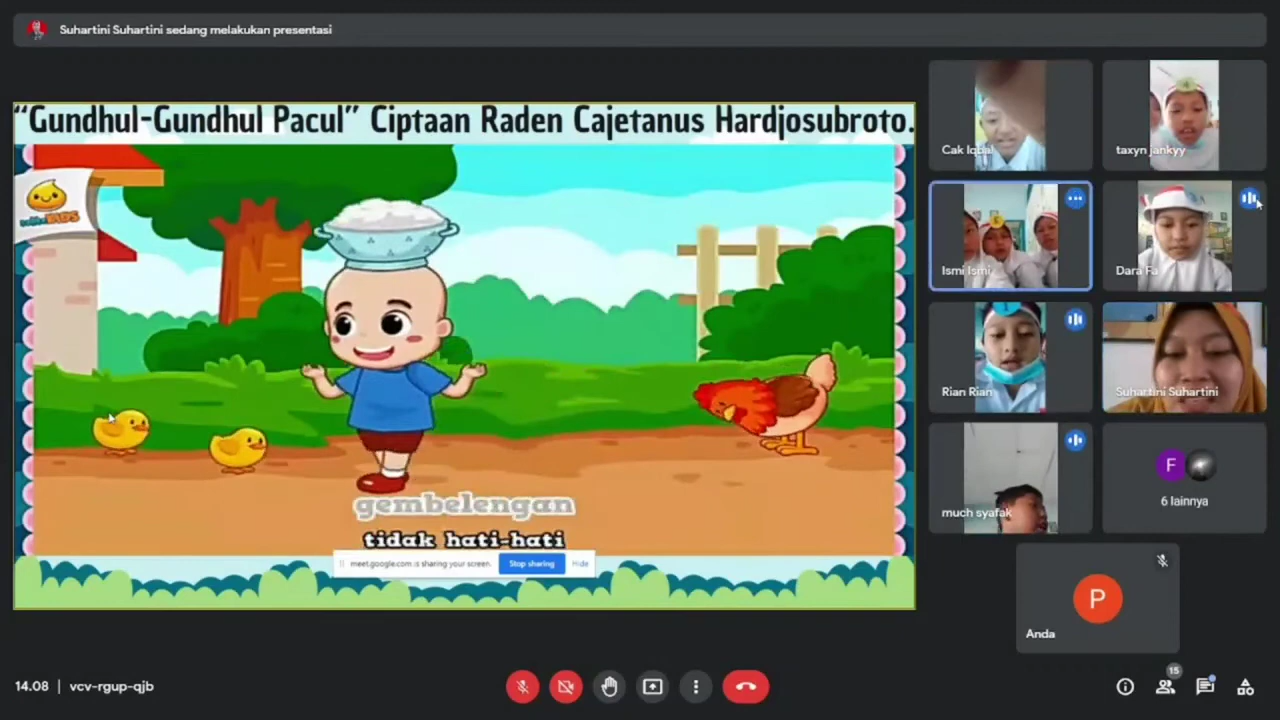 Suhartini Suhartini sedang melakukan presentasi
“Gundhul-Gundhul Pacul” Ciptaan Raden Cajetanus Hardjosubroto.
KIDS
gembelengan
tidak hati-hati
meet.google.com is sharing your screen.
Stop sharing
Hide
Cak Iqbal
taxyn jankyy
Ismi Ismi
Dara Fa
Rian Rian
Suhartini Suhartini
much syafak
F
6 lainnya
P
Anda
14.08 | vcv-rgup-qjb
15